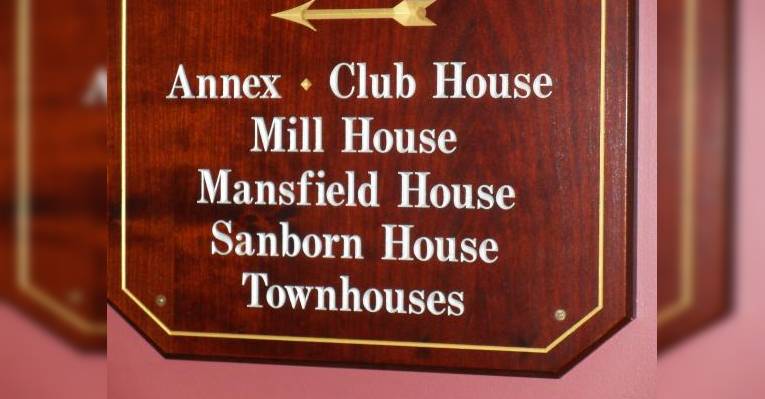 Annex · Club House
Mill House
Mansfield House
Sanborn House
Townhouses